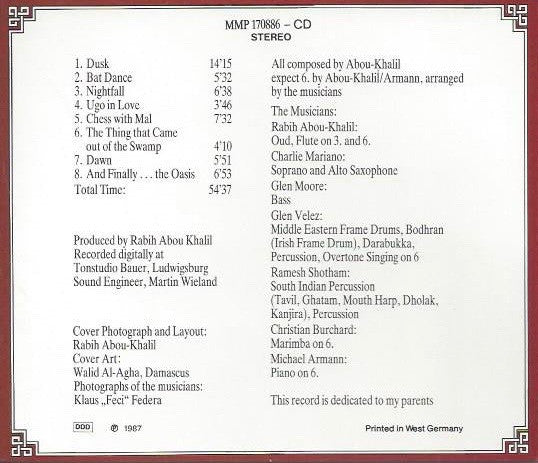 MMP 170886 – CD
STEREO
1. Dusk 14'15
2. Bat Dance 5'32
3. Nightfall 6'38
4. Ugo in Love 3'46
5. Chess with Mal 7'32
6. The Thing that Came
out of the Swamp 4'10
7. Dawn 5'51
8. And Finally . . . the Oasis 6'53
Total Time: 54'37
Produced by Rabih Abou Khalil
Recorded digitally at
Tonstudio Bauer, Ludwigsburg
Sound Engineer, Martin Wieland
Cover Photograph and Layout:
Rabih Abou-Khalil
Cover Art:
Walid Al-Agha, Damascus
Photographs of the musicians:
Klaus „Feci“ Federa
All composed by Abou-Khalil
expect 6. by Abou-Khalil/Armann, arranged
by the musicians
The Musicians:
Rabih Abou-Khalil:
Oud, Flute on 3. and 6.
Charlie Mariano:
Soprano and Alto Saxophone
Glen Moore:
Bass
Glen Velez:
Middle Eastern Frame Drums, Bodhran
(Irish Frame Drum), Darabukka,
Percussion, Overtone Singing on 6
Ramesh Shotham:
South Indian Percussion
(Tavil, Ghatam, Mouth Harp, Dholak,
Kanjira), Percussion
Christian Burchard:
Marimba on 6.
Michael Armann:
Piano on 6.
This record is dedicated to my parents
DDD ℗ 1987
Printed in West Germany